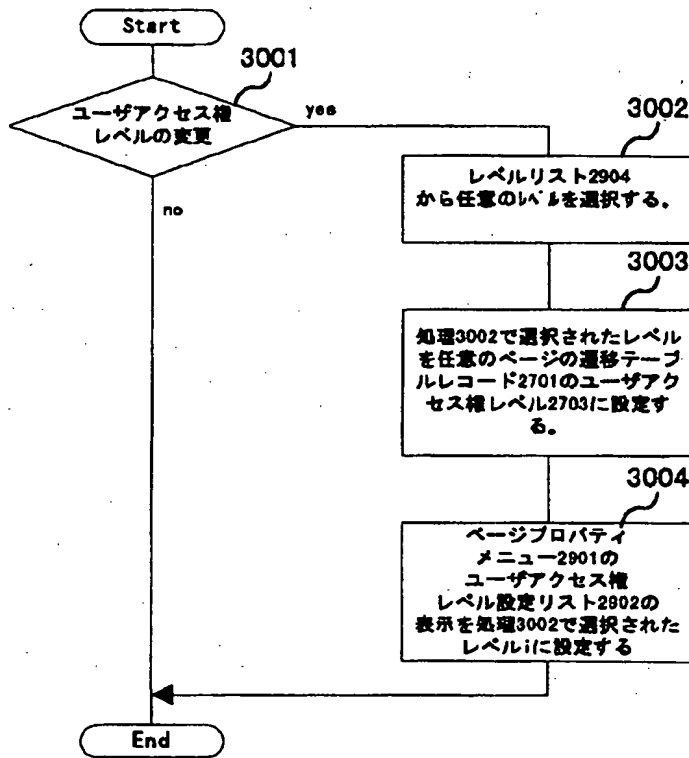 Start
3001
ユーザアクセス権
レベルの変更
yes
no
3002
レベルリスト2904
から任意のﾚﾍﾞﾙを選択する。
3003
処理3002で選択されたレベル
を任意のページの遷移テーブ
ルレコード2701のユーザアク
セス権レベル2703に設定す
る。
3004
ページプロパティ
メニュー2901の
ユーザアクセス権
レベル設定リスト2902の
表示を処理3002で選択された
レベルiに設定する
End